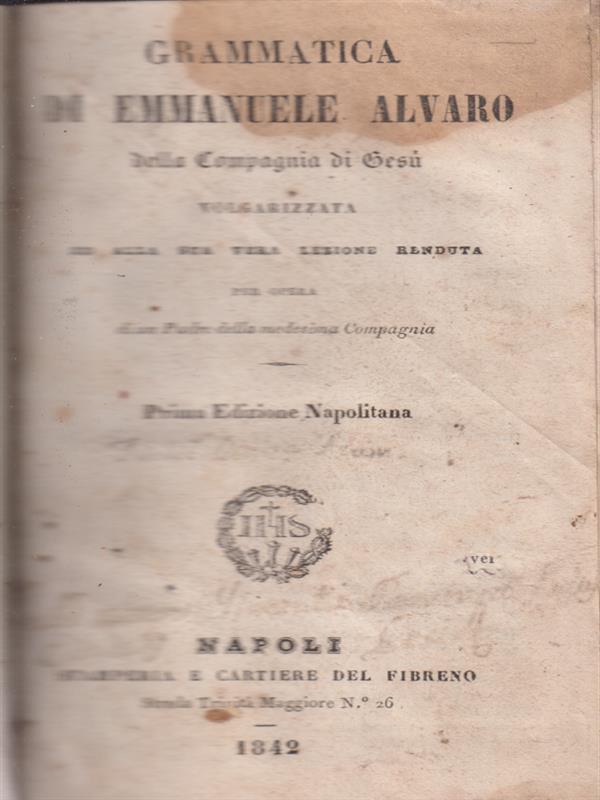 GRAMMATICA
DI EMMANUELE ALVARO
della Compagnia di Gesù
VOLGARIZZATA
ED ALLA SUA VERA LEZIONE RENDUTA
PER OPERA
di un Padre della medesima Compagnia
Prima Edizione Napolitana
IHS
ver
NAPOLI
STAMPERIA E CARTIERE DEL FIBRENO
Strada Trinità Maggiore N.° 26
1842